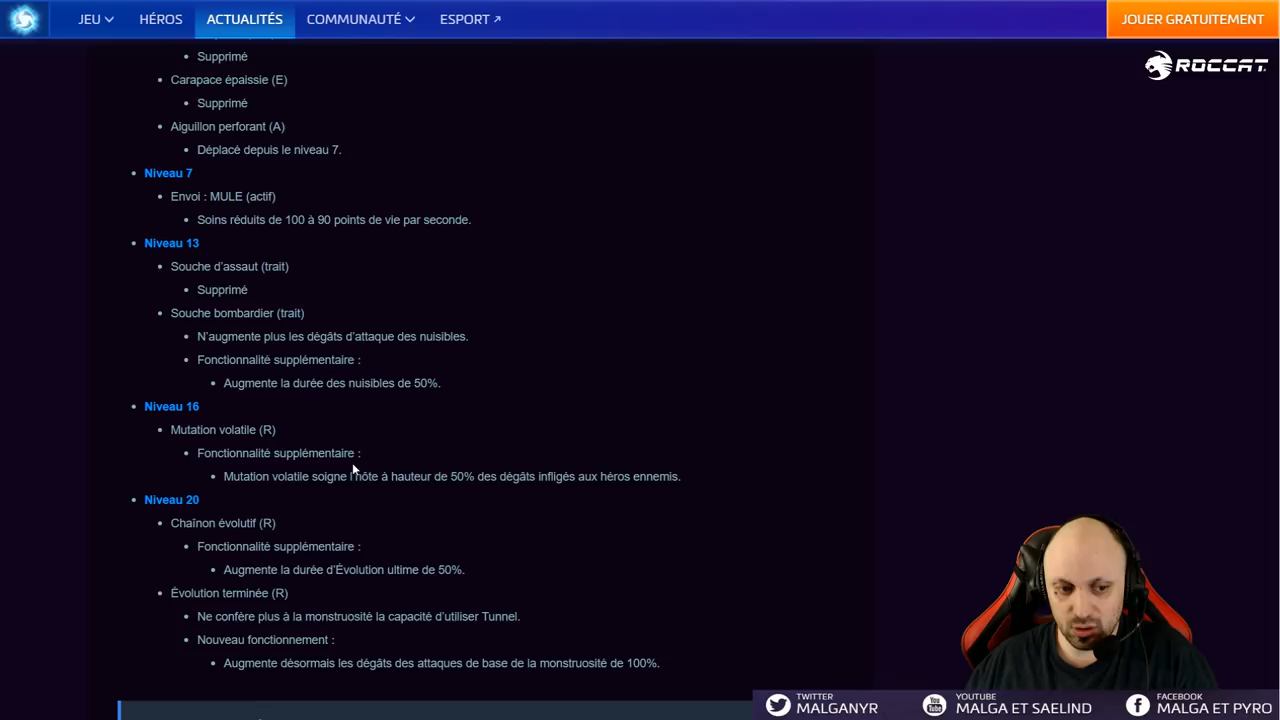 JEU
HÉROS
ACTUALITÉS
COMMUNAUTÉ
ESPORT
JOUER GRATUITEMENT
ROCCAT
Supprimé
Carapace épaissie (E)
Supprimé
Aiguillon perforant (A)
Déplacé depuis le niveau 7.
Niveau 7
Envoi : MULE (actif)
Soins réduits de 100 à 90 points de vie par seconde.
Niveau 13
Souche d'assaut (trait)
Supprimé
Souche bombardier (trait)
N'augmente plus les dégâts d'attaque des nuisibles.
Fonctionnalité supplémentaire :
Augmente la durée des nuisibles de 50%.
Niveau 16
Mutation volatile (R)
Fonctionnalité supplémentaire :
Mutation volatile soigne l'hôte à hauteur de 50% des dégâts infligés aux héros ennemis.
Niveau 20
Chaînon évolutif (R)
Fonctionnalité supplémentaire :
Augmente la durée d'Évolution ultime de 50%.
Évolution terminée (R)
Ne confère plus à la monstruosité la capacité d'utiliser Tunnel.
Nouveau fonctionnement :
Augmente désormais les dégâts des attaques de base de la monstruosité de 100%.
TWITTER
MALGANYR
YOUTUBE
MALGA ET SAELIND
FACEBOOK
MALGA ET PYRO